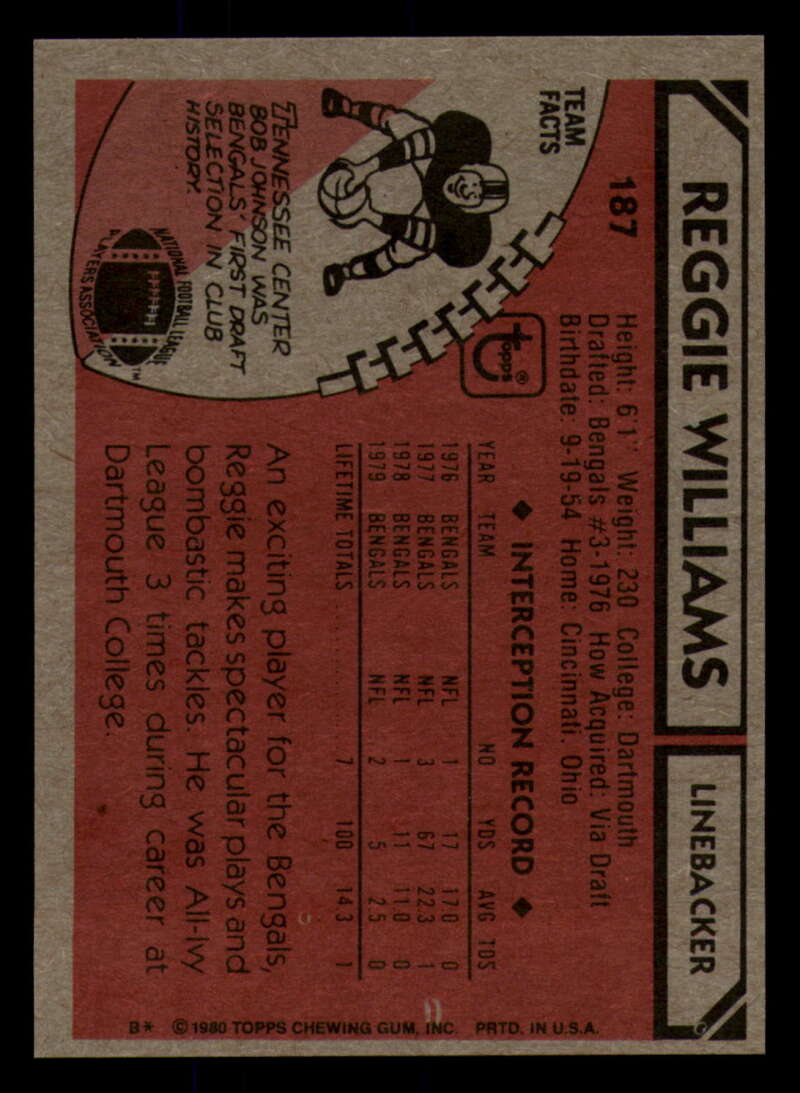 REGGIE WILLIAMS
LINEBACKER
187
Height: 6'1" Weight: 230 College: Dartmouth
Drafted: Bengals #3-1976 How Acquired: Via Draft
Birthdate: 9-19-54 Home: Cincinnati, Ohio
TEAM
FACTS
TENNESSEE CENTER
BOB JOHNSON WAS
BENGALS' FIRST DRAFT
SELECTION IN CLUB
HISTORY.
NATIONAL FOOTBALL LEAGUE
PLAYERS ASSOCIATION™
Topps®
◆ INTERCEPTION RECORD ◆
YEAR TEAM NO YDS AVG TDS
1976 BENGALS NFL 1 17 17.0 0
1977 BENGALS NFL 3 67 22.3 1
1978 BENGALS NFL 1 11 11.0 0
1979 BENGALS NFL 2 5 2.5 0
LIFETIME TOTALS 7 100 14.3 1
An exciting player for the Bengals,
Reggie makes spectacular plays and
bombastic tackles. He was All-Ivy
League 3 times during career at
Dartmouth College.
B* ©1980 TOPPS CHEWING GUM, INC. PRTD. IN U.S.A.